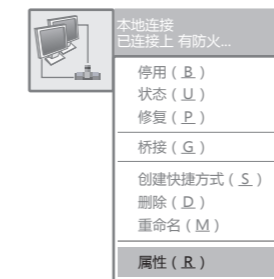 本地连接
已连接上 有防火...
停用（B）
状态（U）
修复（P）
桥接（G）
创建快捷方式（S）
删除（D）
重命名（M）
属性（R）